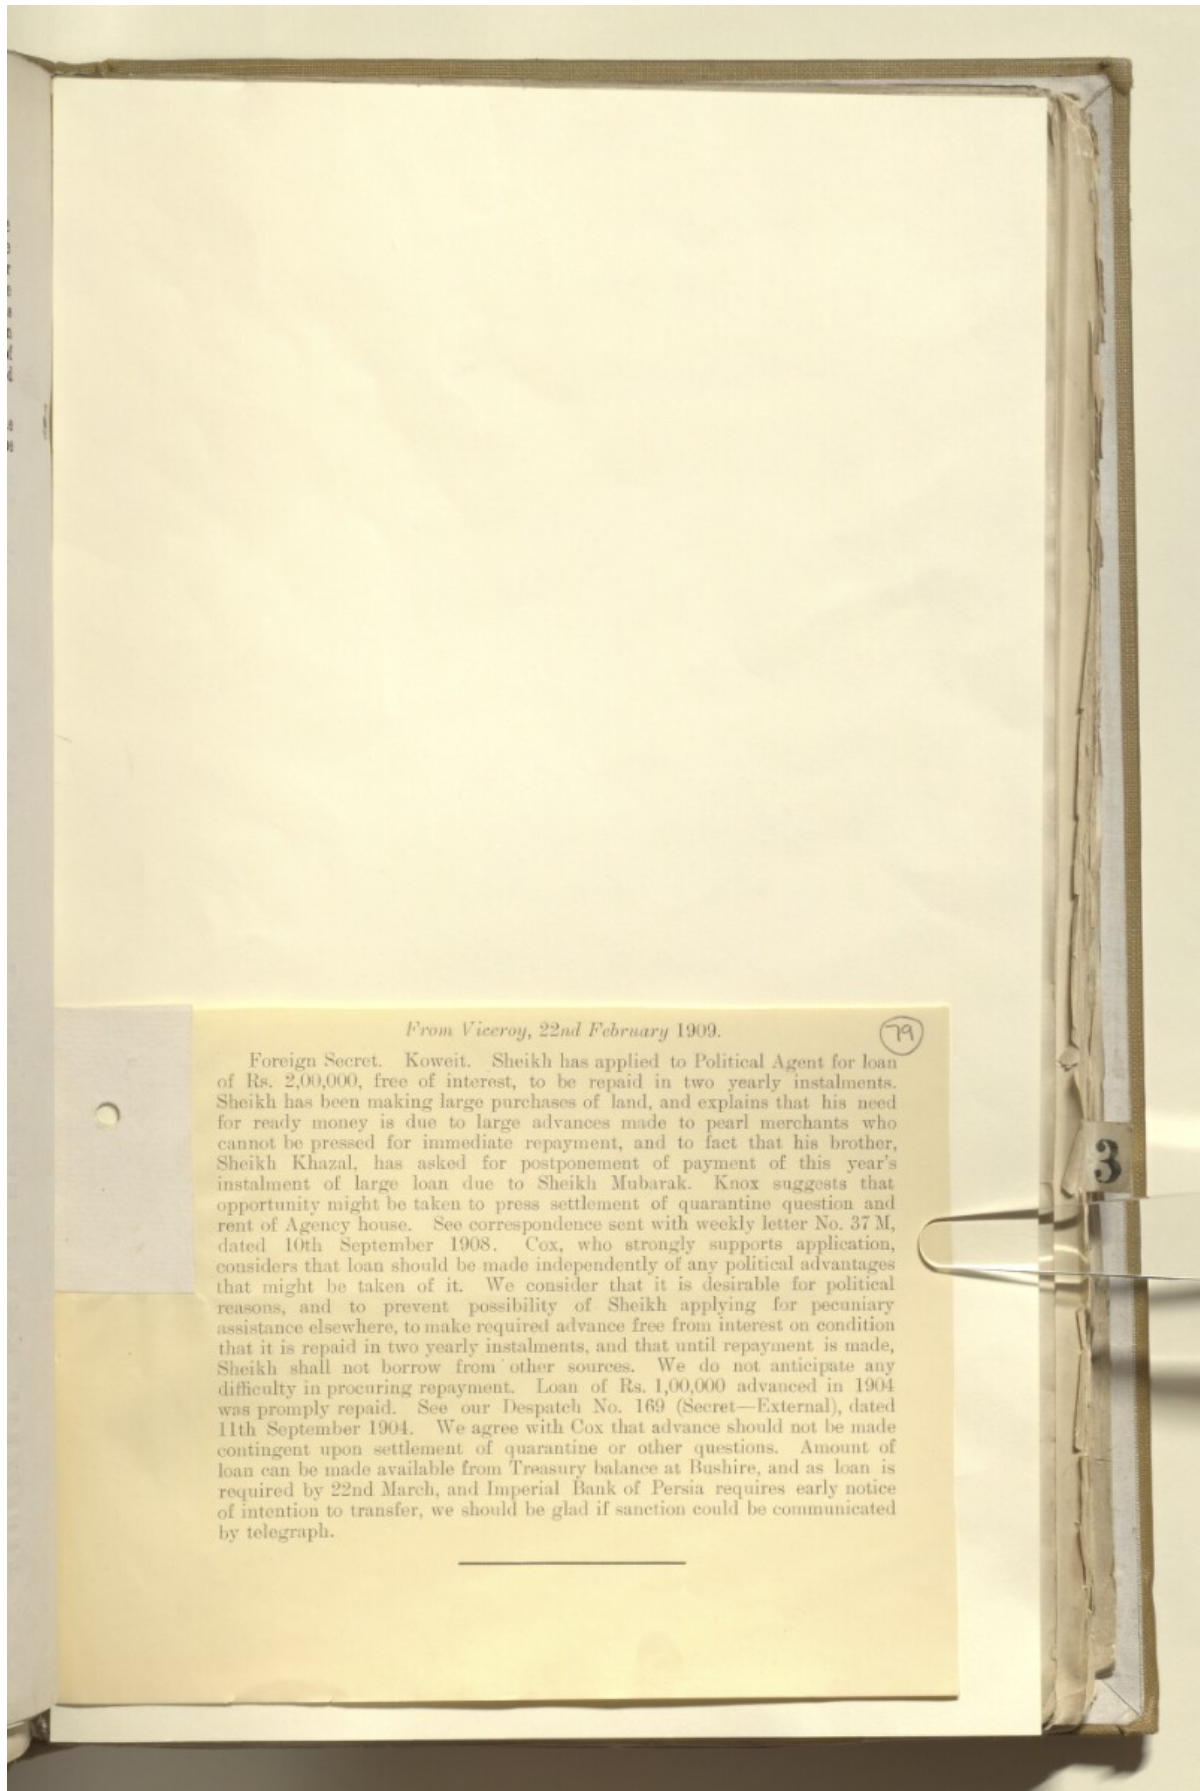 From Viceroy, 22nd February 1909.
79
Foreign Secret. Koweit. Sheikh has applied to Political Agent for loan
of Rs. 2,00,000, free of interest, to be repaid in two yearly instalments.
Sheikh has been making large purchases of land, and explains that his need
for ready money is due to large advances made to pearl merchants who
cannot be pressed for immediate repayment, and to fact that his brother,
Sheikh Khazal, has asked for postponement of payment of this year's
instalment of large loan due to Sheikh Mubarak. Knox suggests that
opportunity might be taken to press settlement of quarantine question and
rent of Agency house. See correspondence sent with weekly letter No. 37 M,
dated 10th September 1908. Cox, who strongly supports application,
considers that loan should be made independently of any political advantages
that might be taken of it. We consider that it is desirable for political
reasons, and to prevent possibility of Sheikh applying for pecuniary
assistance elsewhere, to make required advance free from interest on condition
that it is repaid in two yearly instalments, and that until repayment is made,
Sheikh shall not borrow from other sources. We do not anticipate any
difficulty in procuring repayment. Loan of Rs. 1,00,000 advanced in 1904
was promply repaid. See our Despatch No. 169 (Secret—External), dated
11th September 1904. We agree with Cox that advance should not be made
contingent upon settlement of quarantine or other questions. Amount of
loan can be made available from Treasury balance at Bushire, and as loan is
required by 22nd March, and Imperial Bank of Persia requires early notice
of intention to transfer, we should be glad if sanction could be communicated
by telegraph.
3